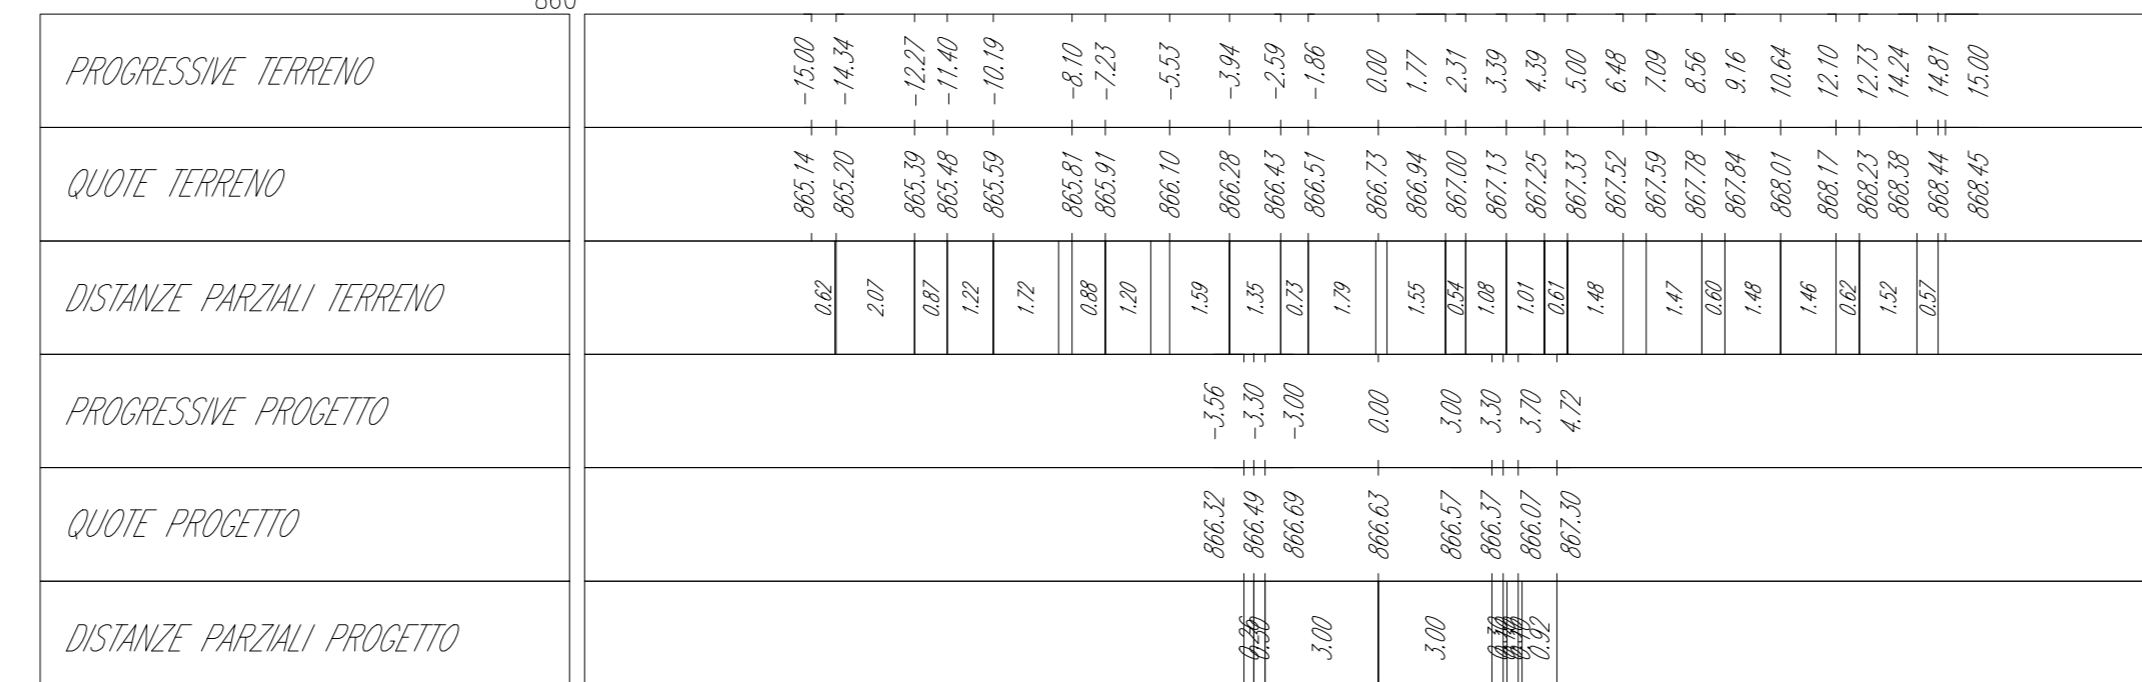 860
PROGRESSIVE TERRENO -15.00 -14.34 -12.27 -11.40 -10.19 -8.10 -7.23 -5.53 -3.94 -2.59 -1.86 0.00 1.77 2.31 3.39 4.39 5.00 6.48 7.09 8.56 9.16 10.64 12.10 12.73 14.24 14.81 15.00
QUOTE TERRENO 865.14 865.20 865.39 865.48 865.59 865.81 865.91 866.10 866.28 866.43 866.51 866.73 866.94 867.00 867.13 867.25 867.33 867.52 867.59 867.78 867.84 868.01 868.17 868.23 868.38 868.44 868.45
DISTANZE PARZIALI TERRENO 0.62 2.07 0.87 1.22 1.72 0.88 1.20 1.59 1.35 0.73 1.79 1.55 0.54 1.08 1.01 0.61 1.48 1.47 0.60 1.48 1.46 0.62 1.52 0.57
PROGRESSIVE PROGETTO -3.56 -3.30 -3.00 0.00 3.00 3.30 3.70 4.72
QUOTE PROGETTO 866.32 866.49 866.69 866.63 866.57 866.37 866.07 867.30
DISTANZE PARZIALI PROGETTO 3.00 3.00 0.92